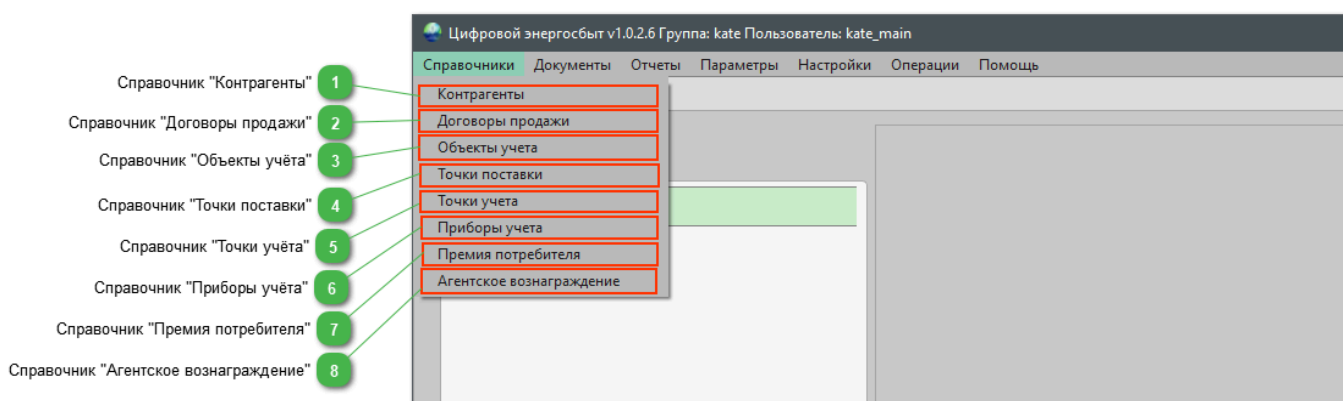 Цифровой энергосбыт v1.0.2.6 Группа: kate Пользователь: kate_main
Справочники Документы Отчеты Параметры Настройки Операции Помощь
Справочник "Контрагенты" 1
Контрагенты
Справочник "Договоры продажи" 2
Договоры продажи
Справочник "Объекты учёта" 3
Объекты учета
Справочник "Точки поставки" 4
Точки поставки
Справочник "Точки учёта" 5
Точки учета
Справочник "Приборы учёта" 6
Приборы учета
Справочник "Премия потребителя" 7
Премия потребителя
Справочник "Агентское вознаграждение" 8
Агентское вознаграждение